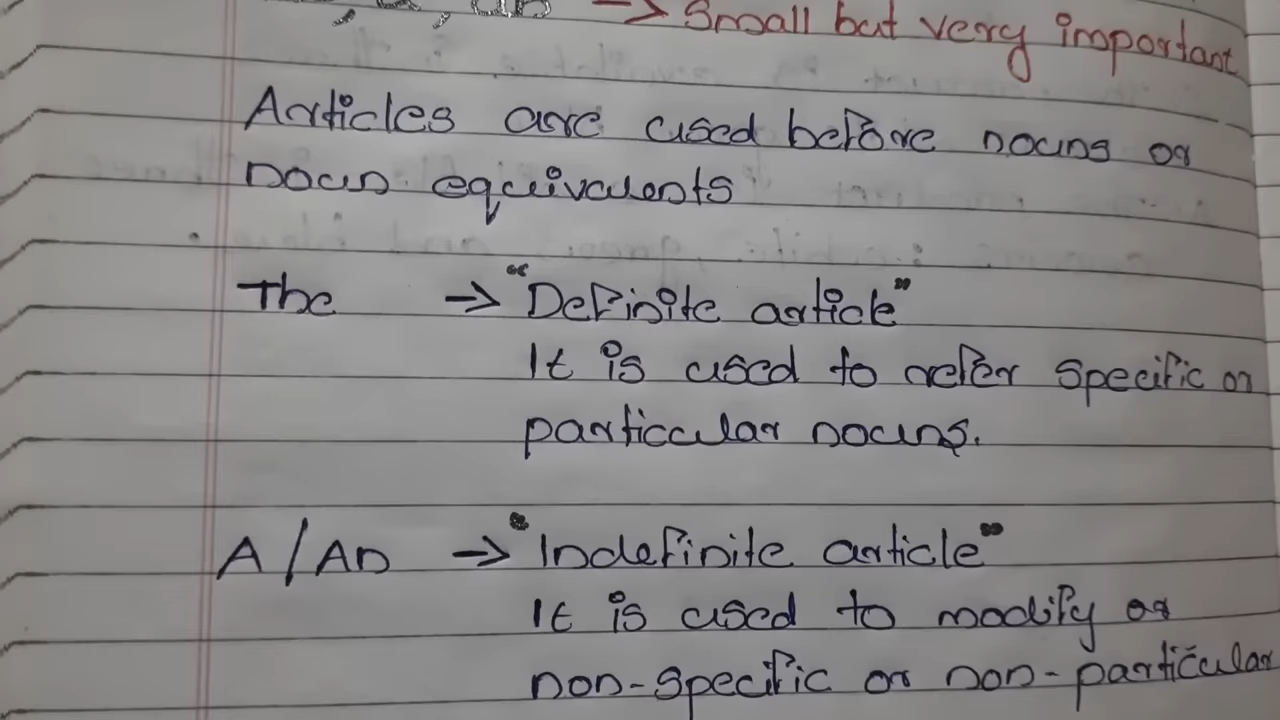 a, an -> Small but very important
Articles are used before nouns or
noun equivalents
The -> "Definite article"
It is used to refer specific or
particular nouns.
A/An -> "Indefinite article"
It is used to modify or
non-specific or non-particular